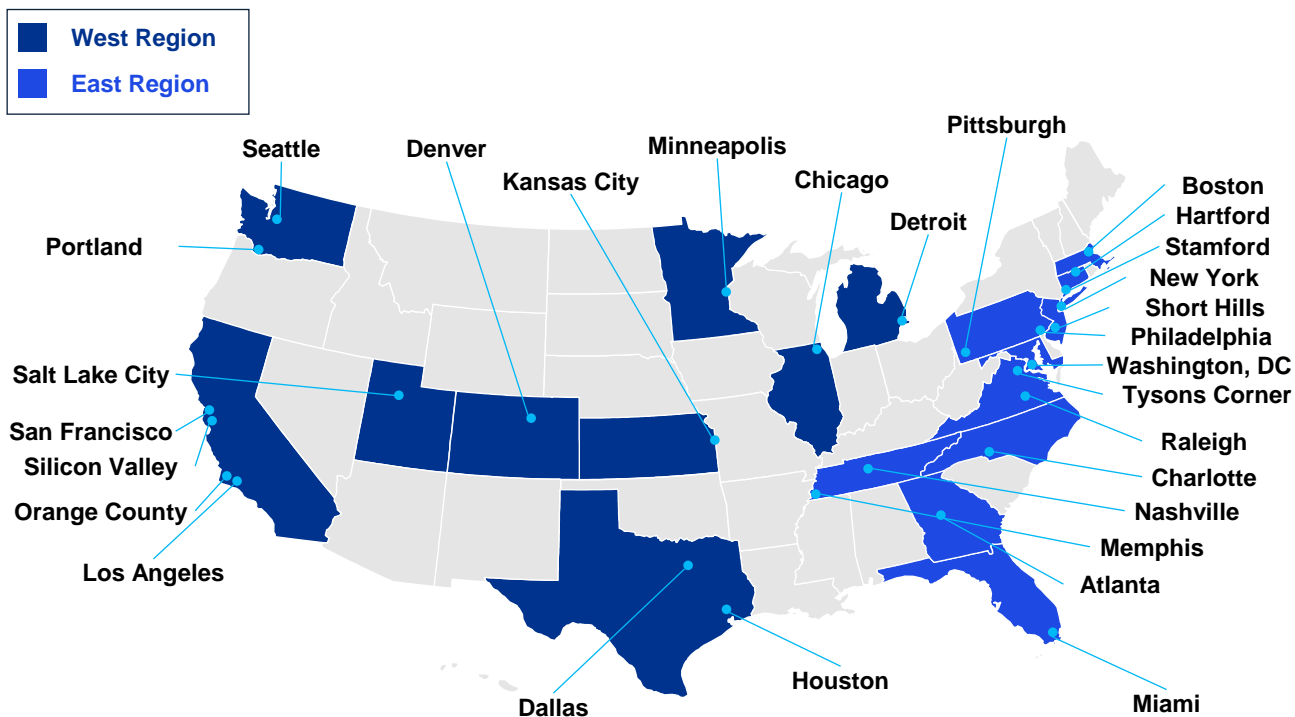 West Region
East Region
Pittsburgh
Seattle
Denver
Minneapolis
Kansas City
Chicago
Boston
Detroit
Hartford
Portland
Stamford
New York
Short Hills
Philadelphia
Washington, DC
Salt Lake City
Tysons Corner
San Francisco
Raleigh
Silicon Valley
Charlotte
Orange County
Nashville
Memphis
Los Angeles
Atlanta
Houston
Dallas
Miami